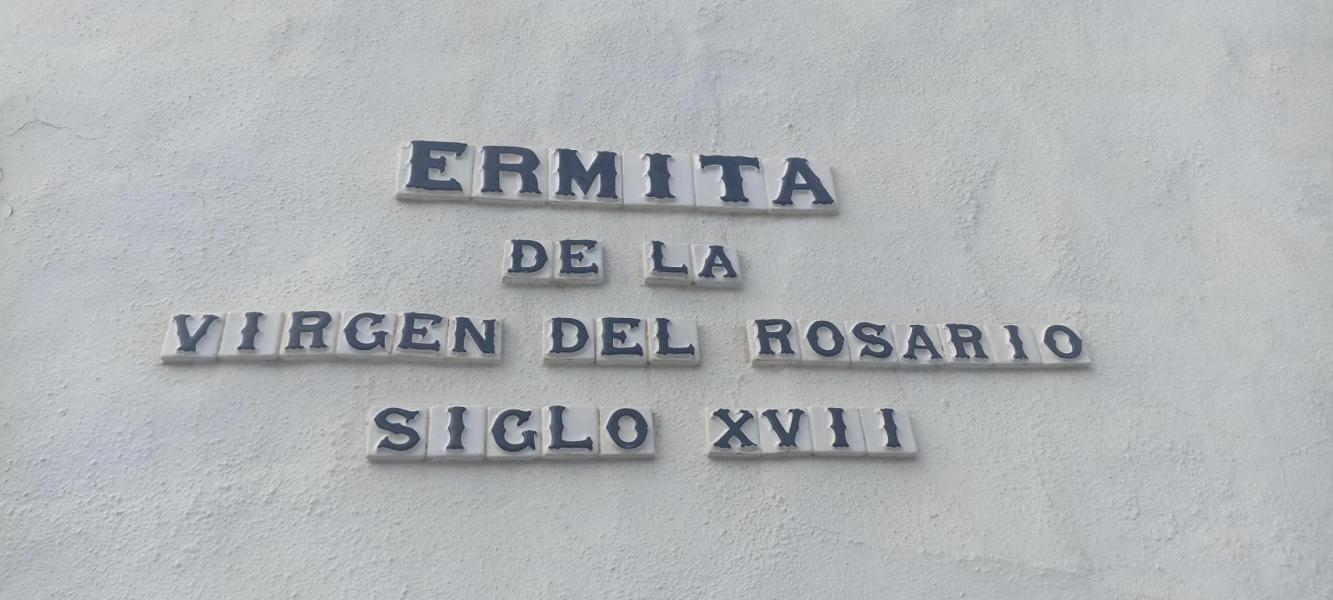 ERMITA
DE LA
VIRGEN DEL ROSARIO
SIGLO XVII